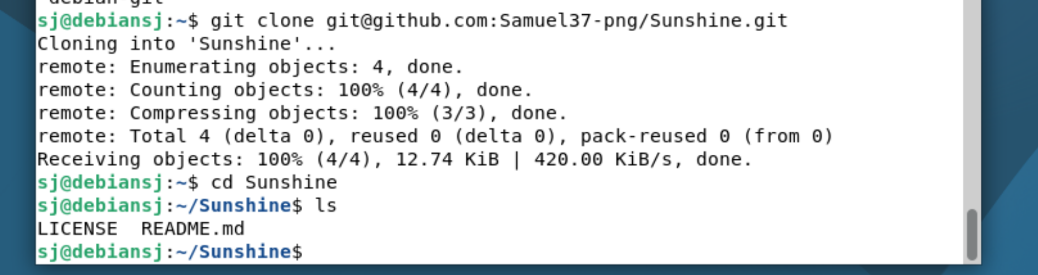 debian git
sj@debiansj:~$ git clone git@github.com:Samuel37-png/Sunshine.git
Cloning into 'Sunshine'...
remote: Enumerating objects: 4, done.
remote: Counting objects: 100% (4/4), done.
remote: Compressing objects: 100% (3/3), done.
remote: Total 4 (delta 0), reused 0 (delta 0), pack-reused 0 (from 0)
Receiving objects: 100% (4/4), 12.74 KiB | 420.00 KiB/s, done.
sj@debiansj:~$ cd Sunshine
sj@debiansj:~/Sunshine$ ls
LICENSE  README.md
sj@debiansj:~/Sunshine$